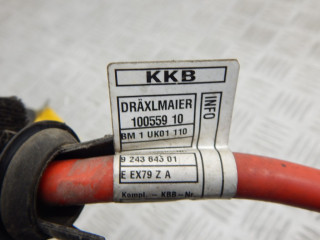 KKB
DRÄXLMAIER
100559 10
BM 1 UK01 110
INFO
9 243 643 01
E EX79 Z A
Kompl. - KBB-Nr.